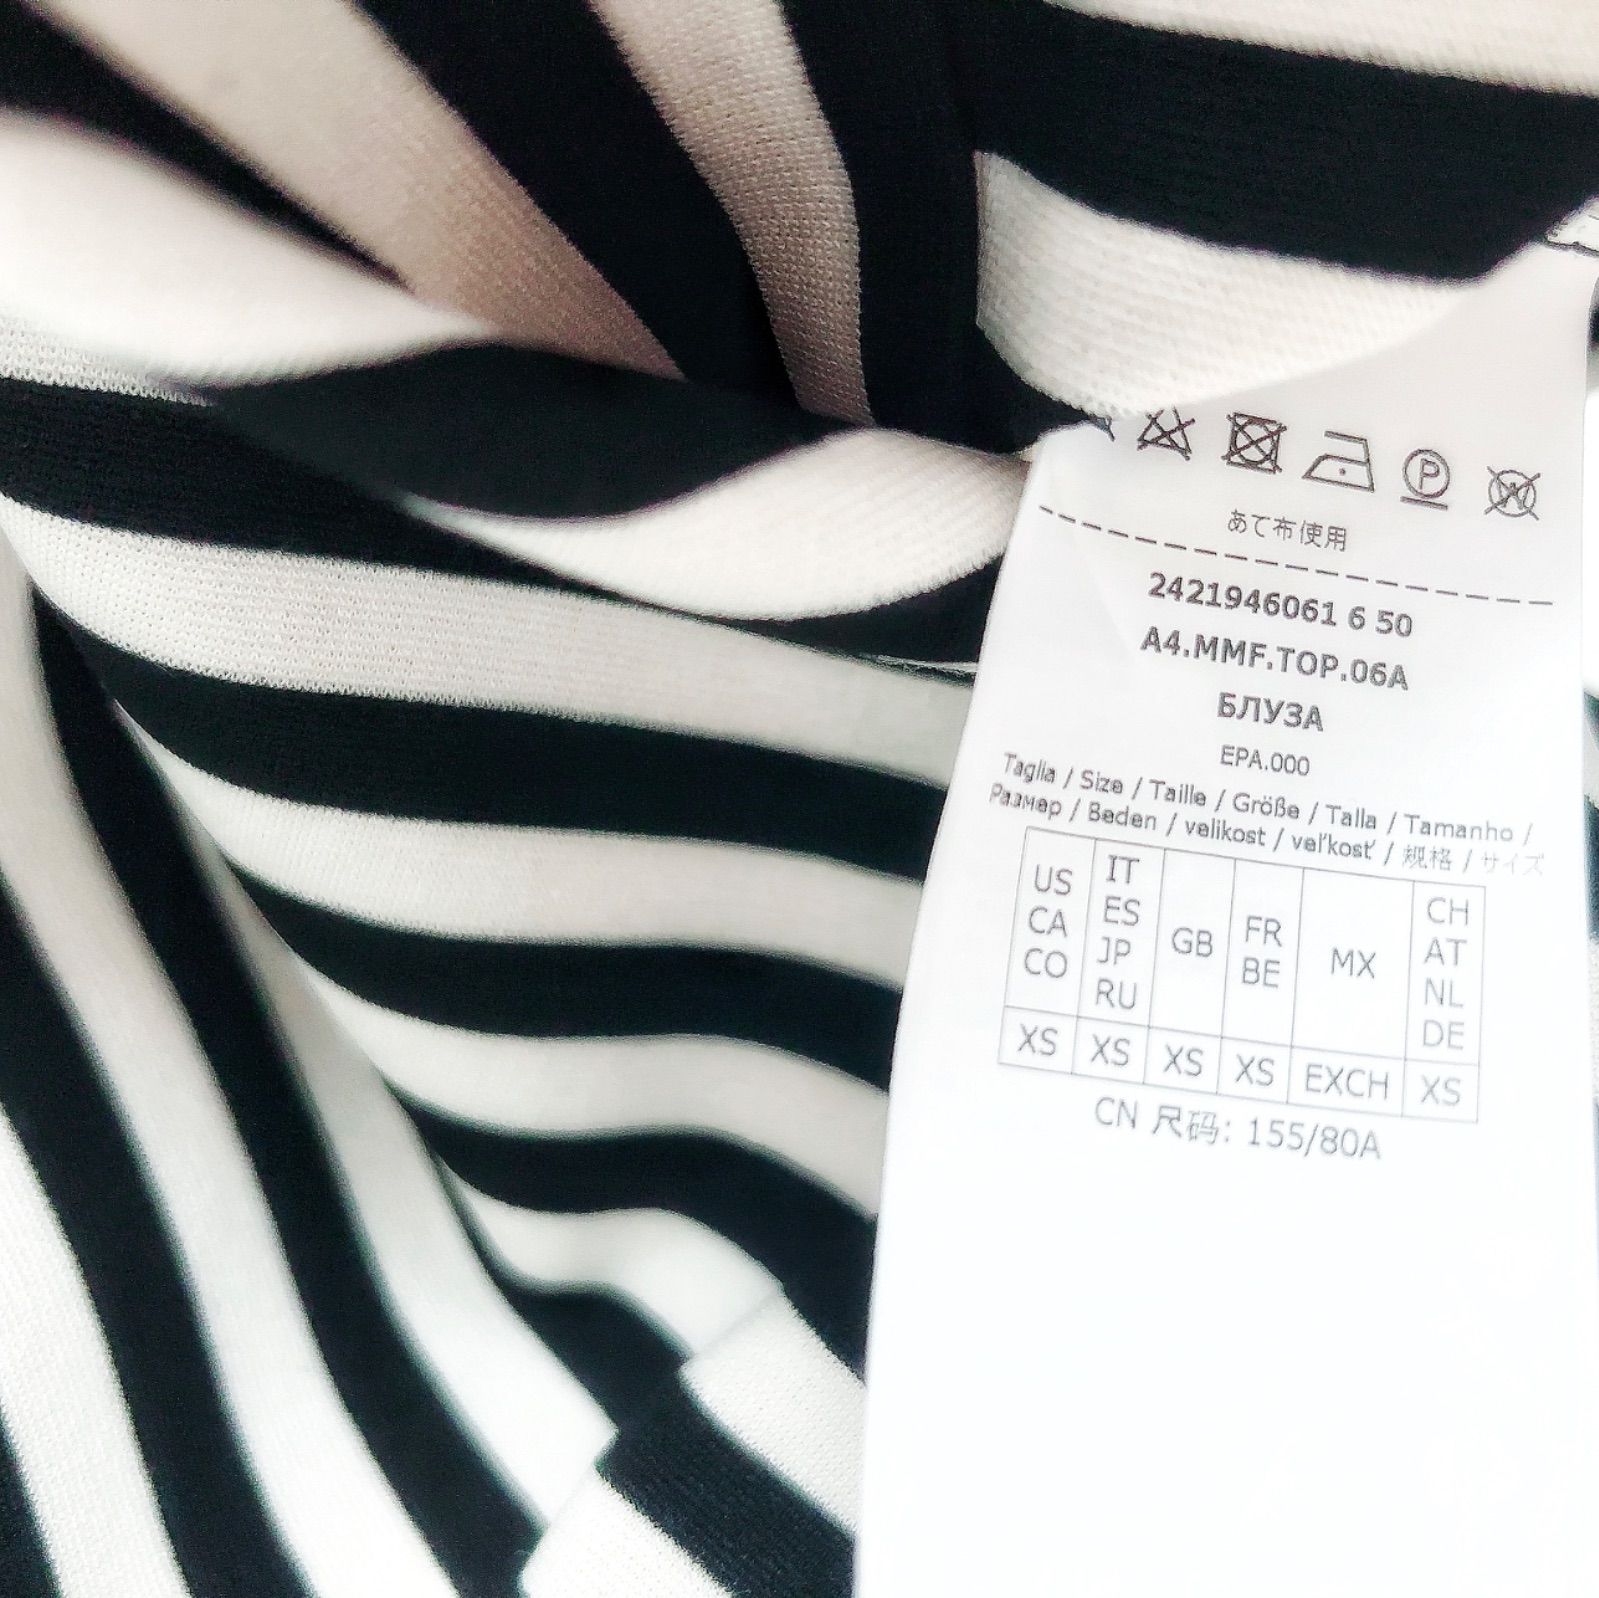 P W
あて布使用
2421946061 6 50
A4.MMF.TOP.06A
БЛУЗА
EPA.000
Taglia / Size / Taille / Größe / Talla / Tamanho /
Размер / Beden / velikost / veľkosť / 规格 / サイズ
US CA CO IT ES JP RU GB FR BE MX CH AT NL DE
XS XS XS XS EXCH XS
CN 尺码: 155/80A